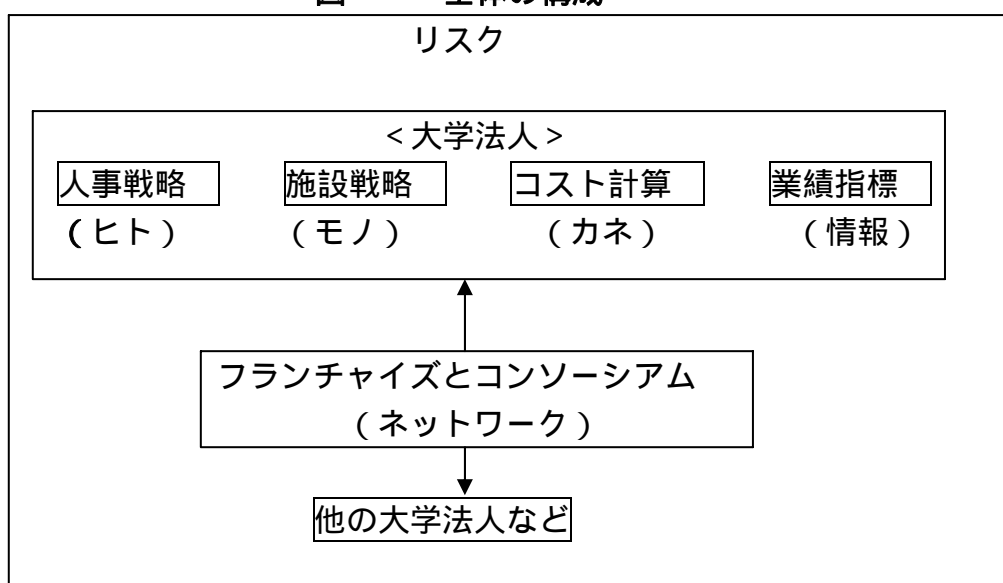 リスク
<大学法人>
人事戦略 施設戦略 コスト計算 業績指標
(ヒト) (モノ) (カネ) (情報)
フランチャイズとコンソーシアム
(ネットワーク)
他の大学法人など